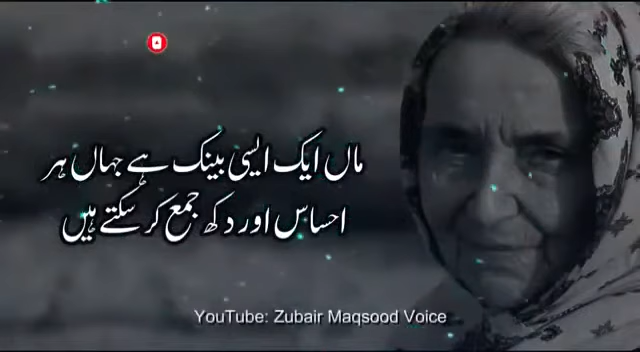 ماں ایک ایسی بینک ہے جہاں ہر
احساس اور دکھ جمع کر سکتے ہیں
YouTube: Zubair Maqsood Voice